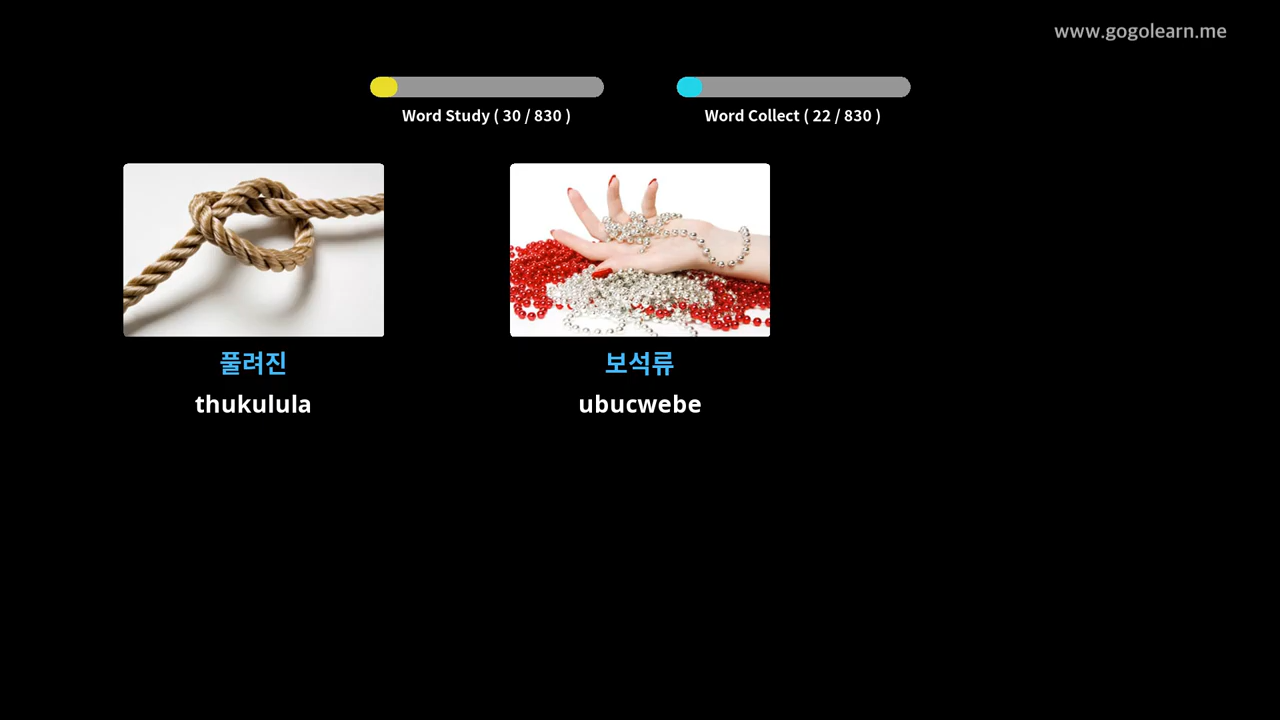 www.gogolearn.me
Word Study ( 30 / 830 )
Word Collect ( 22 / 830 )
풀려진
thukulula
보석류
ubucwebe